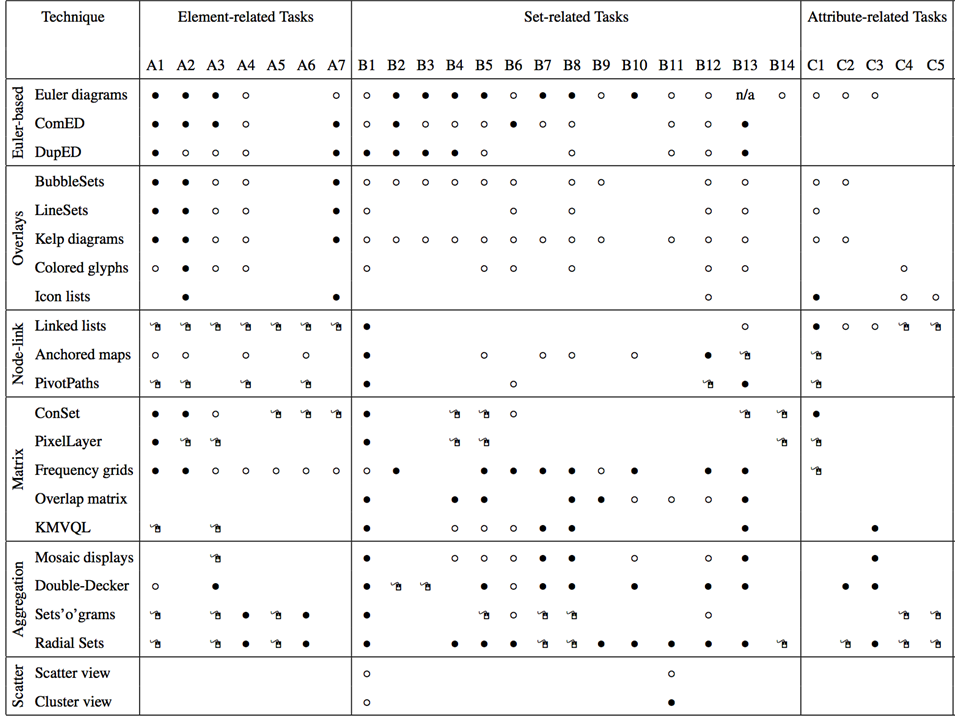 Technique Element-related Tasks Set-related Tasks Attribute-related Tasks
A1 A2 A3 A4 A5 A6 A7 B1 B2 B3 B4 B5 B6 B7 B8 B9 B10 B11 B12 B13 B14 C1 C2 C3 C4 C5
Euler-based
Euler diagrams n/a
ComED
DupED
Overlays
BubbleSets
LineSets
Kelp diagrams
Colored glyphs
Icon lists
Node-link
Linked lists
Anchored maps
PivotPaths
Matrix
ConSet
PixelLayer
Frequency grids
Overlap matrix
KMVQL
Aggregation
Mosaic displays
Double-Decker
Sets'o'grams
Radial Sets
Scatter
Scatter view
Cluster view